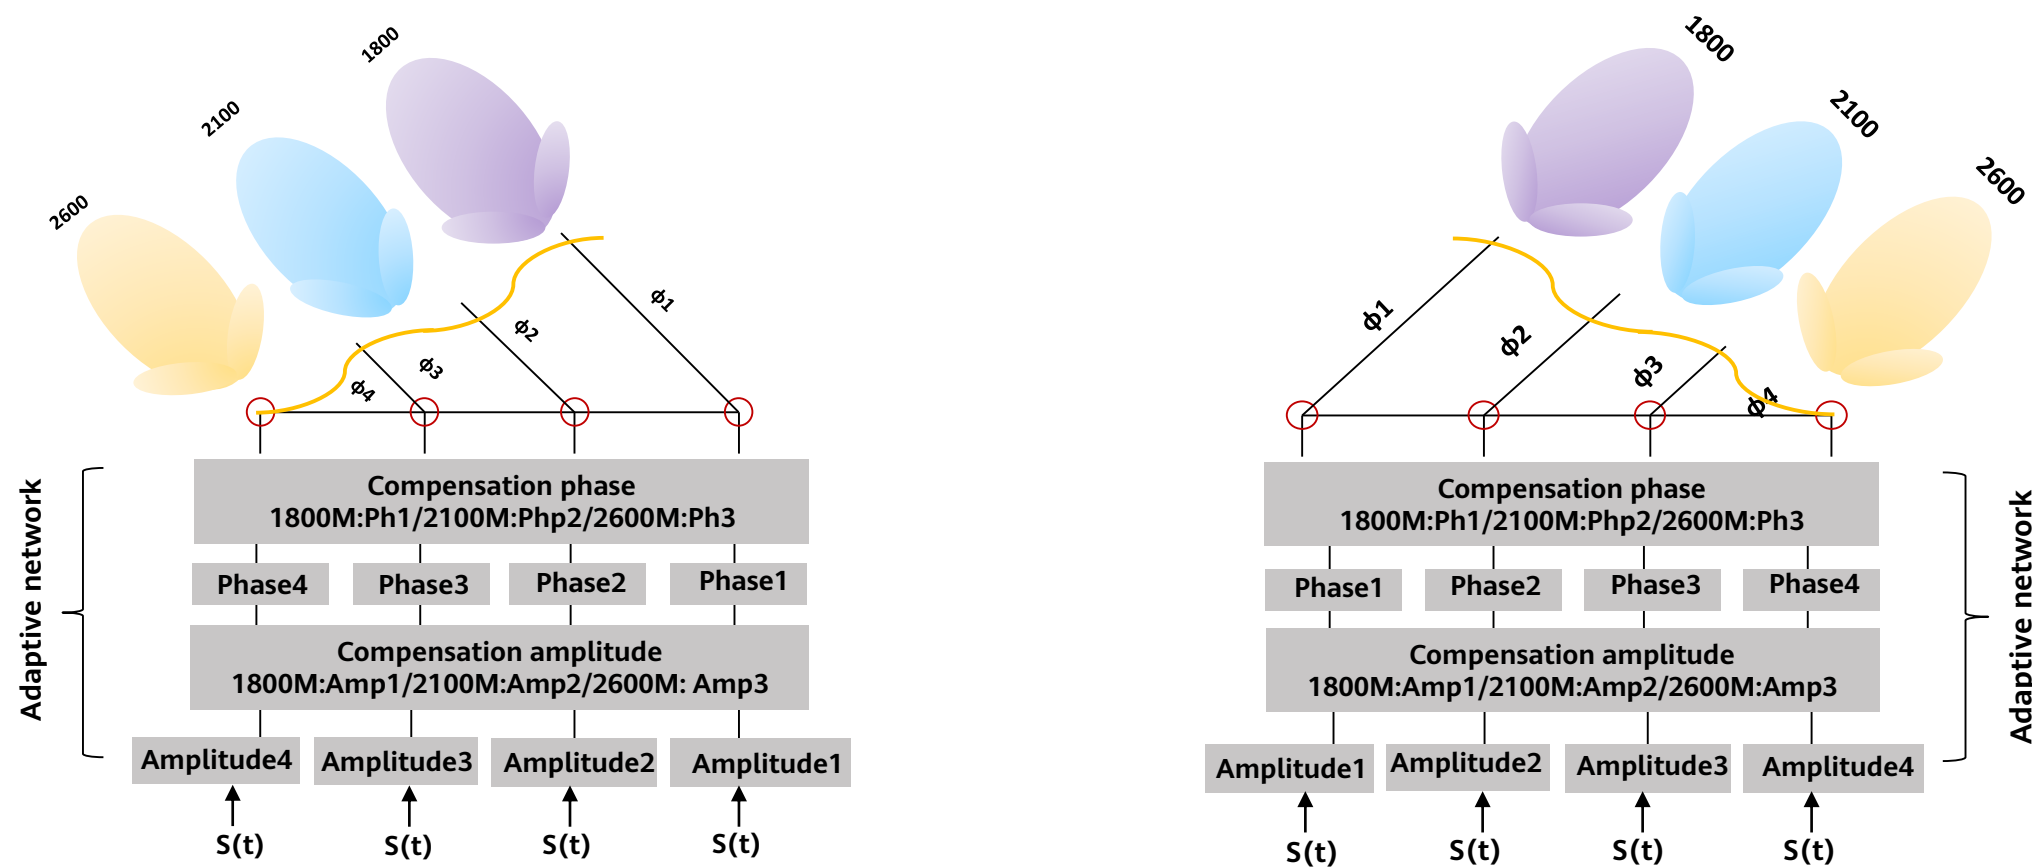 1800
2100
2600
ϕ1
ϕ2
ϕ3
ϕ4
Adaptive network
Compensation phase
1800M:Ph1/2100M:Php2/2600M:Ph3
Phase4 Phase3 Phase2 Phase1
Compensation amplitude
1800M:Amp1/2100M:Amp2/2600M: Amp3
Amplitude4 Amplitude3 Amplitude2 Amplitude1
S(t) S(t) S(t) S(t)
1800
2100
2600
ϕ1
ϕ2
ϕ3
ϕ4
Compensation phase
1800M:Ph1/2100M:Php2/2600M:Ph3
Phase1 Phase2 Phase3 Phase4
Compensation amplitude
1800M:Amp1/2100M:Amp2/2600M:Amp3
Amplitude1 Amplitude2 Amplitude3 Amplitude4
S(t) S(t) S(t) S(t)
Adaptive network